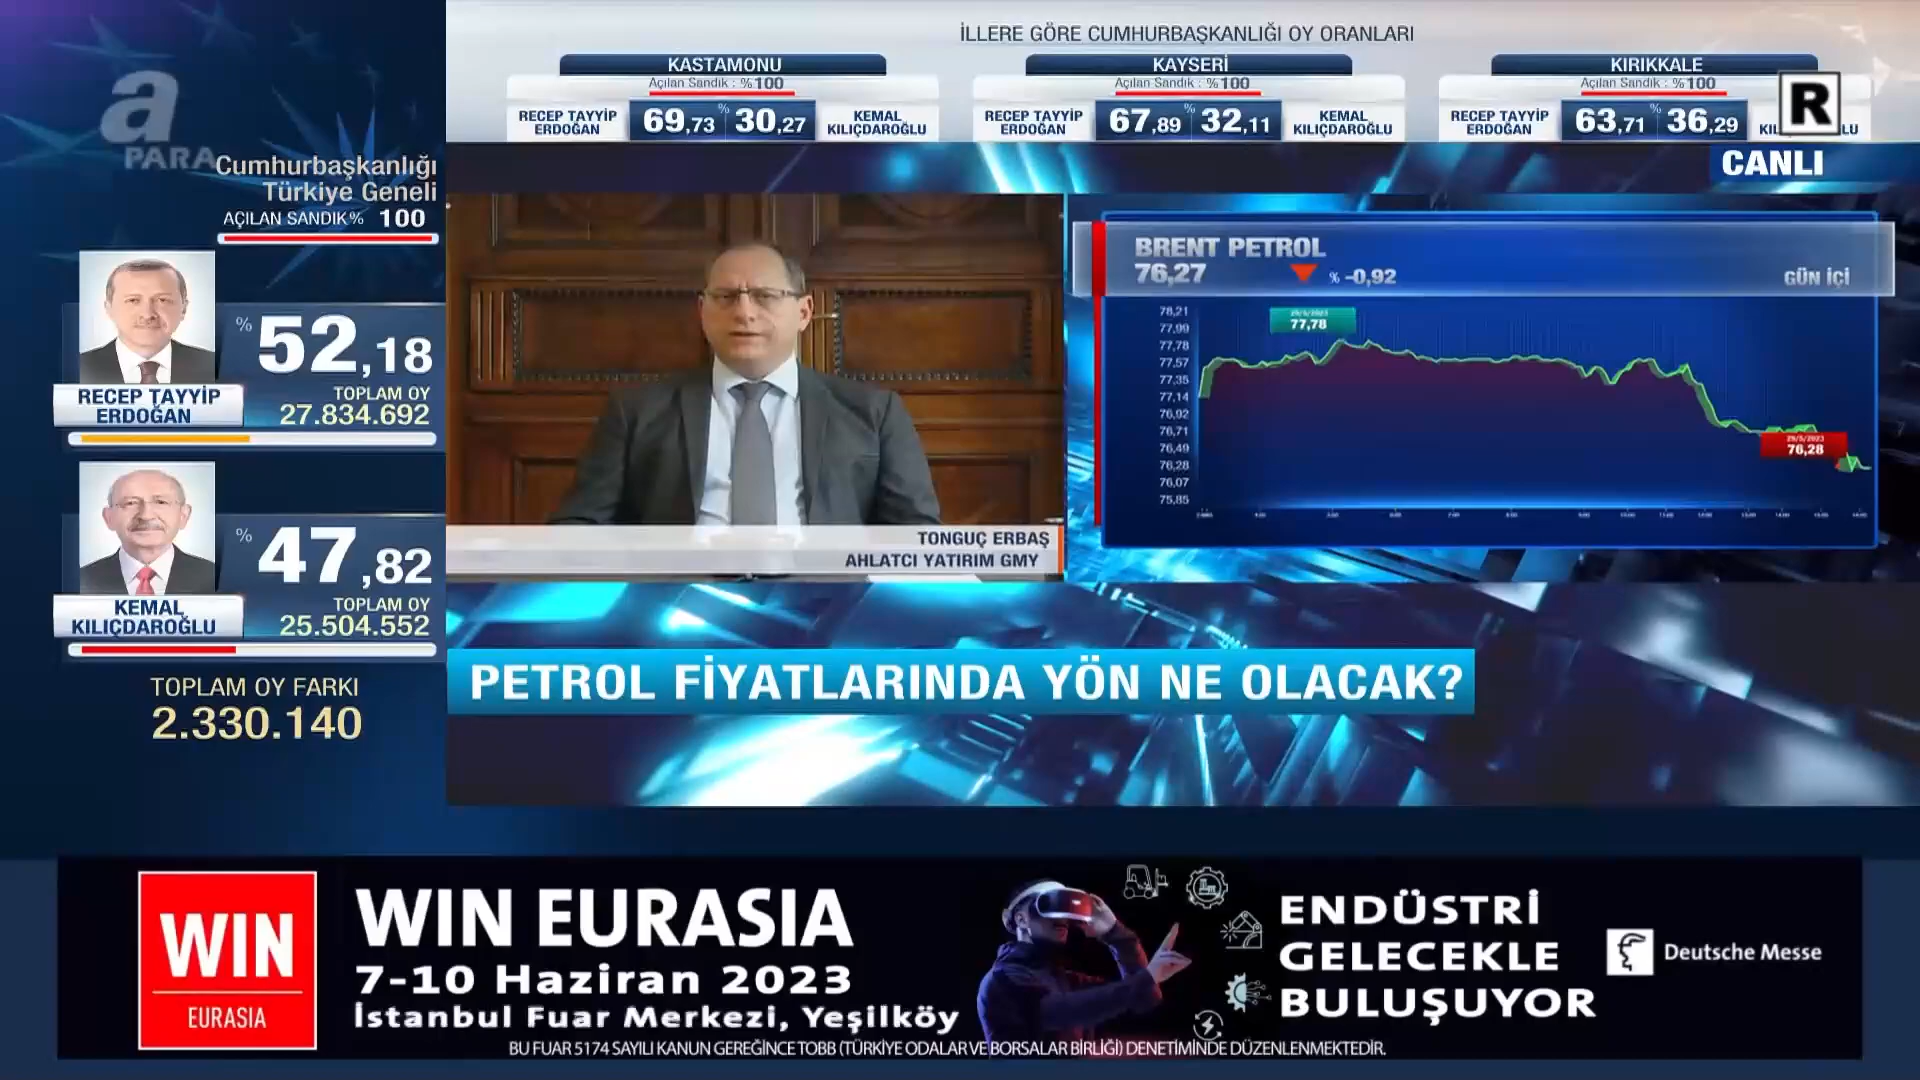 a
PARA
Cumhurbaşkanlığı
Türkiye Geneli
AÇILAN SANDIK% 100
%52,18
TOPLAM OY
27.834.692
RECEP TAYYİP
ERDOĞAN
%47,82
TOPLAM OY
25.504.552
KEMAL
KILIÇDAROĞLU
TOPLAM OY FARKI
2.330.140
İLLERE GÖRE CUMHURBAŞKANLIĞI OY ORANLARI
KASTAMONU
Açılan Sandık : %100
RECEP TAYYİP
ERDOĞAN
69,73 % 30,27
KEMAL
KILIÇDAROĞLU
KAYSERİ
Açılan Sandık : %100
RECEP TAYYİP
ERDOĞAN
67,89 % 32,11
KEMAL
KILIÇDAROĞLU
KIRIKKALE
Açılan Sandık : %100
RECEP TAYYİP
ERDOĞAN
63,71 % 36,29
R
CANLI
BRENT PETROL
76,27 % -0,92
GÜN İÇİ
78,21
77,99
77,78
77,57
77,35
77,14
76,92
76,71
76,49
76,28
76,07
75,85
29/5/2023
77,78
29/5/2023
76,28
TONGUÇ ERBAŞ
AHLATCI YATIRIM GMY
PETROL FİYATLARINDA YÖN NE OLACAK?
WIN
EURASIA
WIN EURASIA
7-10 Haziran 2023
İstanbul Fuar Merkezi, Yeşilköy
ENDÜSTRİ
GELECEKLE
BULUŞUYOR
Deutsche Messe
BU FUAR 5174 SAYILI KANUN GEREĞİNCE TOBB (TÜRKİYE ODALAR VE BORSALAR BİRLİĞİ) DENETİMİNDE DÜZENLENMEKTEDİR.